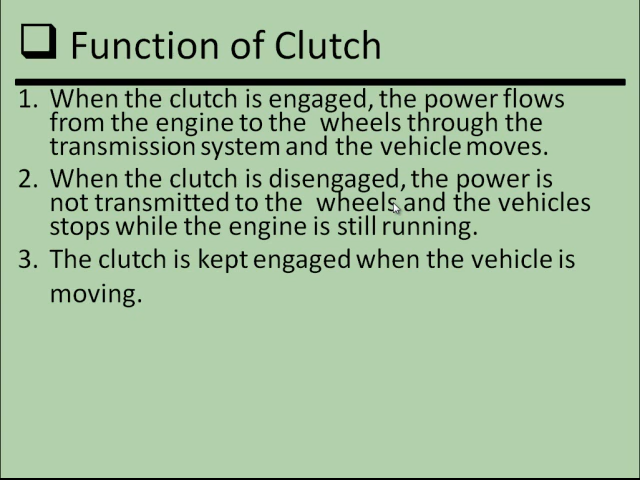 ❑ Function of Clutch
1. When the clutch is engaged, the power flows
from the engine to the wheels through the
transmission system and the vehicle moves.
2. When the clutch is disengaged, the power is
not transmitted to the wheels and the vehicles
stops while the engine is still running.
3. The clutch is kept engaged when the vehicle is
moving.